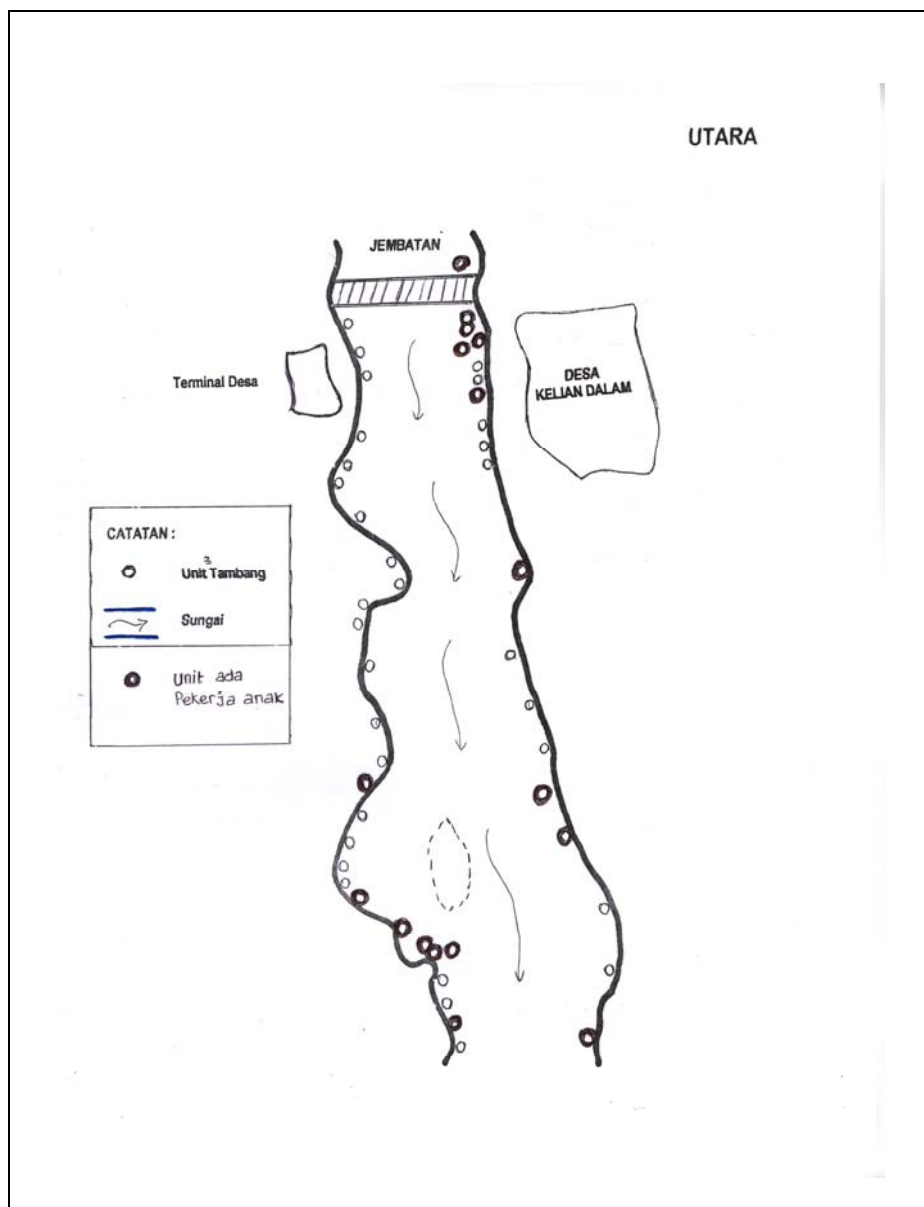 UTARA
JEMBATAN
Terminal Desa
DESA
KELIAN DALAM
CATATAN :
Unit Tambang
Sungai
Unit ada
Pekerja anak